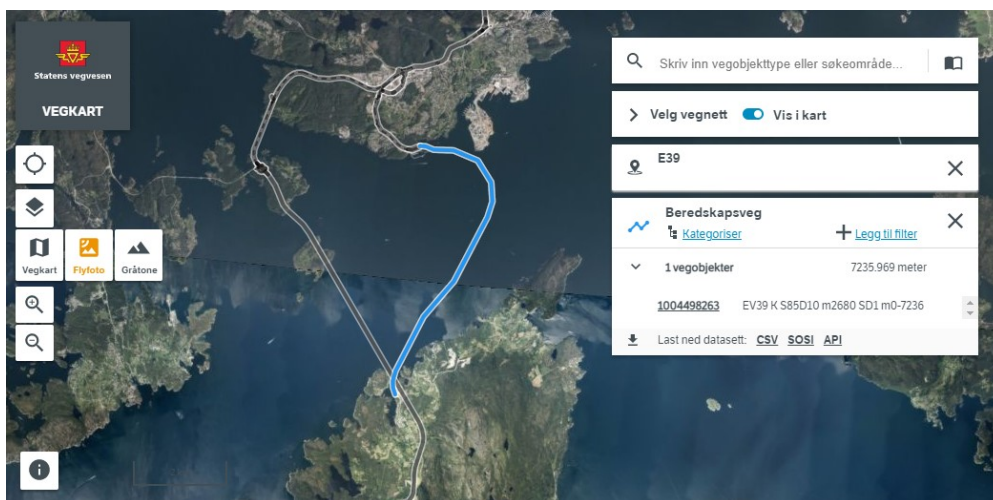 Statens vegvesen
VEGKART
Skriv inn vegobjekttype eller søkeområde...
Velg vegnett Vis i kart
E39
Beredskapsveg
Kategoriser Legg til filter
1 vegobjekter 7235.969 meter
1004498263 EV39 K S85D10 m2680 SD1 m0-7236
Last ned datasett: CSV SOSI API
Vegkart Flyfoto Gråtone